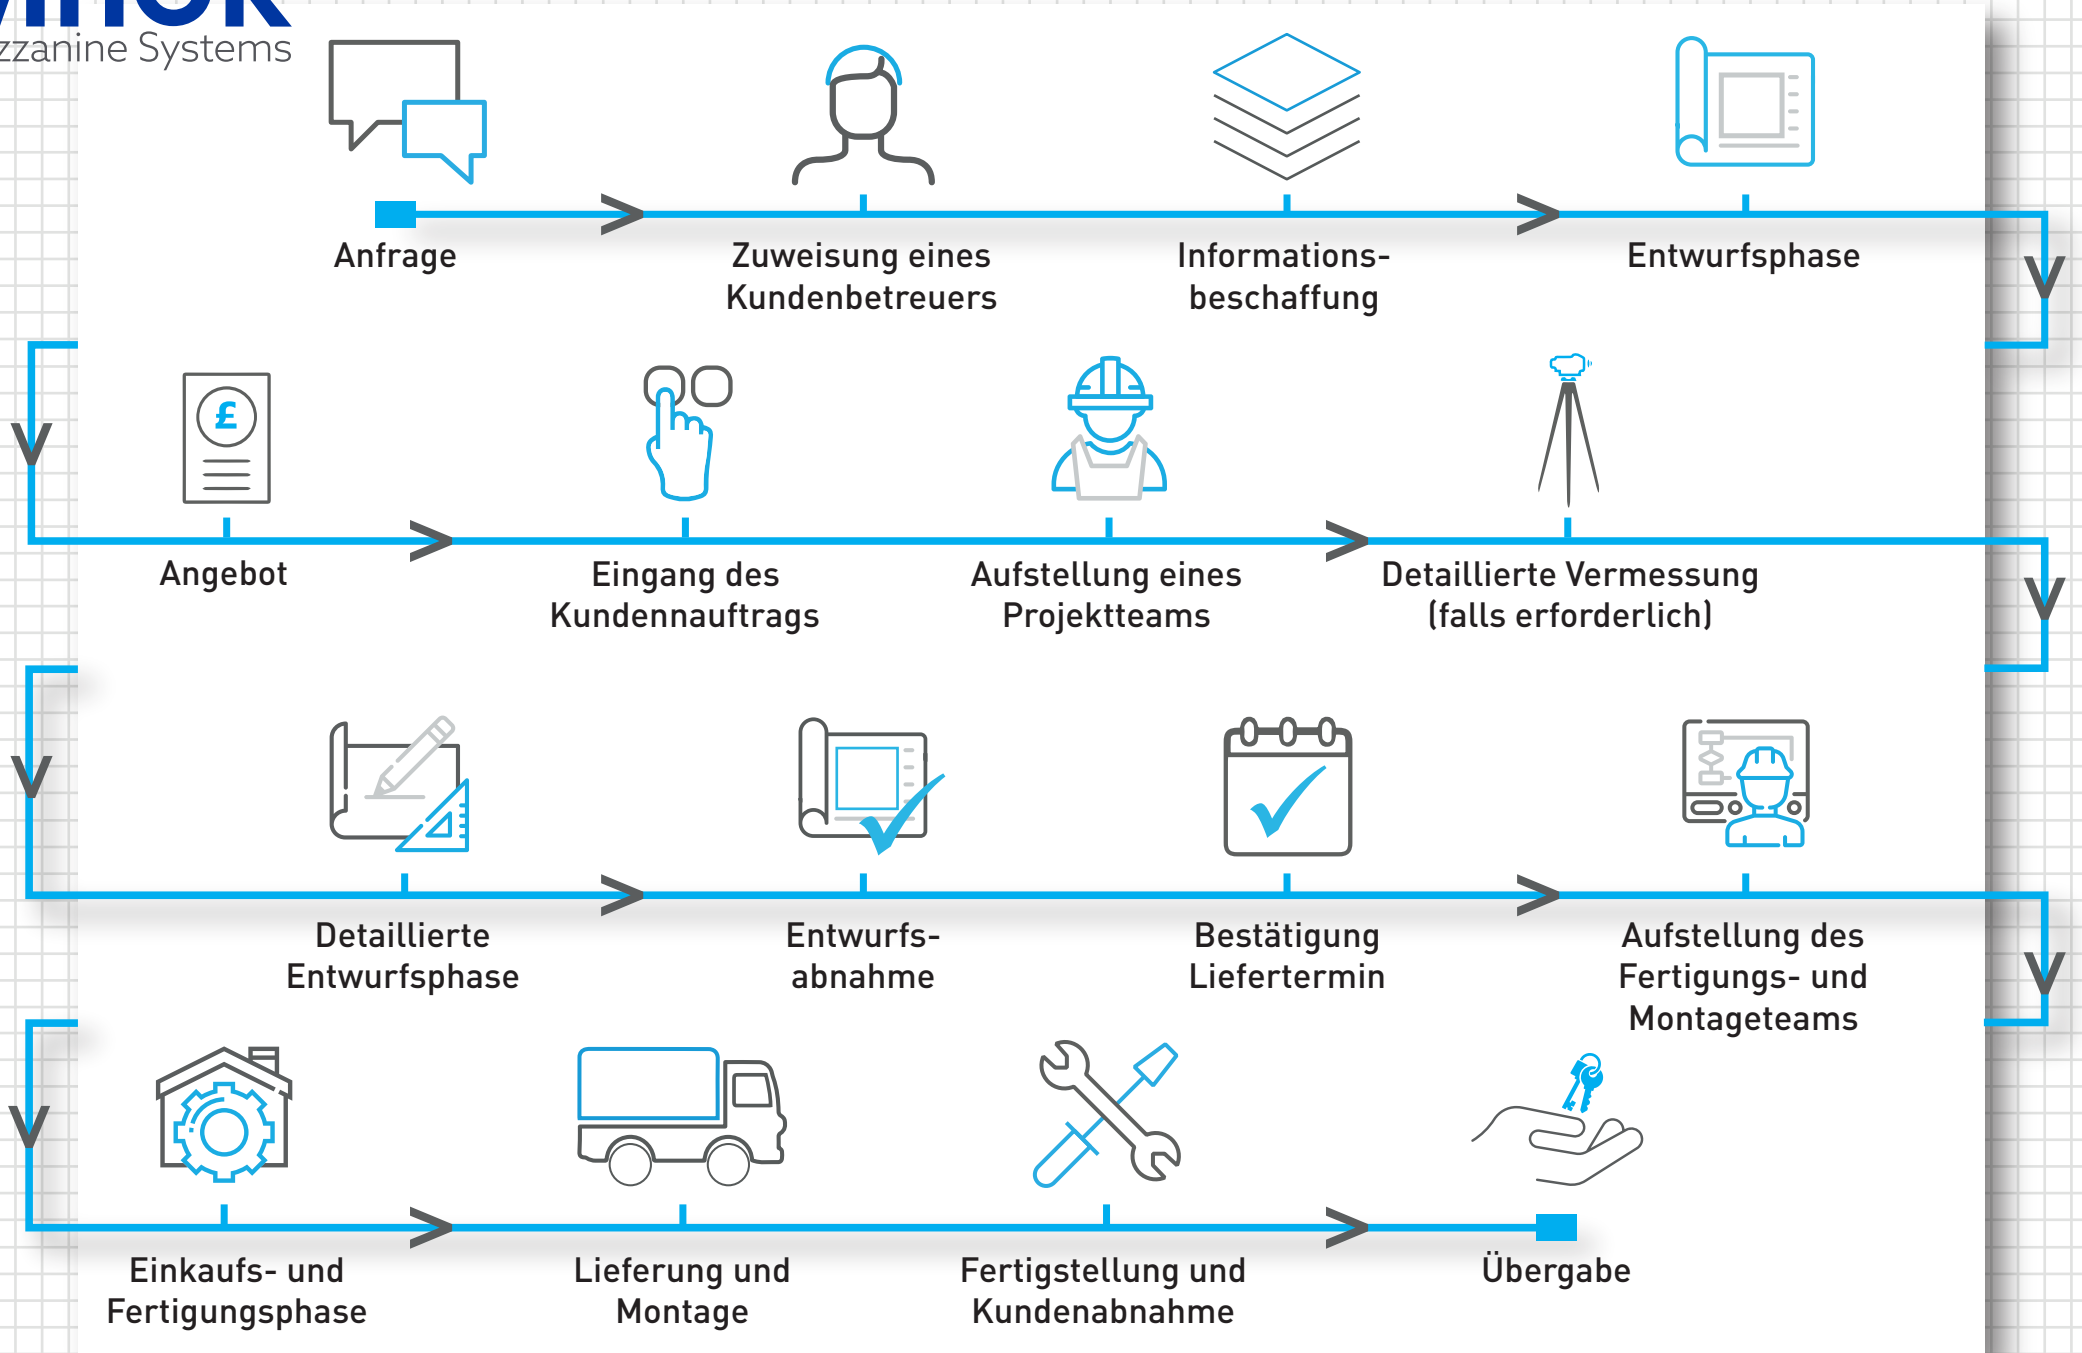 Systems
Anfrage
Zuweisung eines
Kundenbetreuers
Informations-
beschaffung
Entwurfsphase
£
Angebot
Eingang des
Kundennauftrags
Aufstellung eines
Projektteams
Detaillierte Vermessung
(falls erforderlich)
Detaillierte
Entwurfsphase
Entwurfs-
abnahme
Bestätigung
Liefertermin
Aufstellung des
Fertigungs- und
Montageteams
Einkaufs- und
Fertigungsphase
Lieferung und
Montage
Fertigstellung und
Kundenabnahme
Übergabe